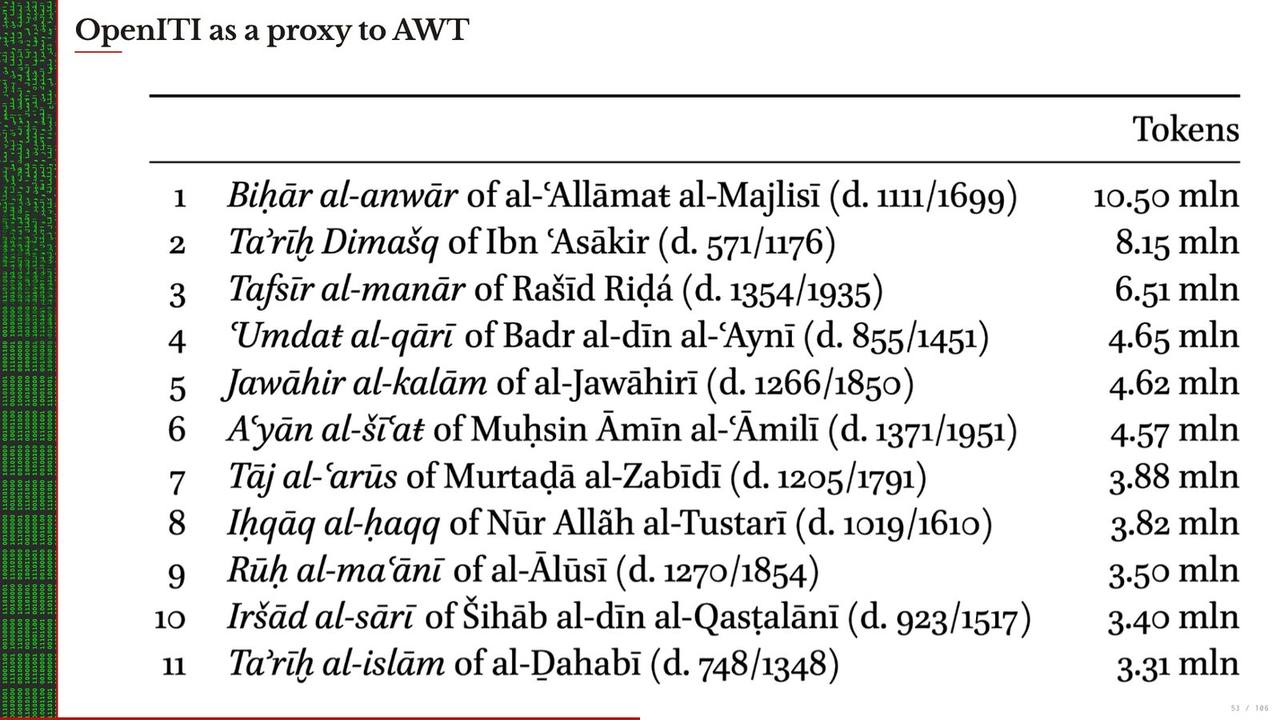 OpenITI as a proxy to AWT
Tokens
1 Biḥār al-anwār of al-ʿAllāmaŧ al-Majlisī (d. 1111/1699) 10.50 mln
2 Taʾrīḫ Dimašq of Ibn ʿAsākir (d. 571/1176) 8.15 mln
3 Tafsīr al-manār of Rašīd Riḍá (d. 1354/1935) 6.51 mln
4 ʿUmdaŧ al-qārī of Badr al-dīn al-ʿAynī (d. 855/1451) 4.65 mln
5 Jawāhir al-kalām of al-Jawāhirī (d. 1266/1850) 4.62 mln
6 Aʿyān al-šīʿaŧ of Muḥsin Āmīn al-ʿĀmilī (d. 1371/1951) 4.57 mln
7 Tāj al-ʿarūs of Murtaḍā al-Zabīdī (d. 1205/1791) 3.88 mln
8 Iḥqāq al-ḥaqq of Nūr Allãh al-Tustarī (d. 1019/1610) 3.82 mln
9 Rūḥ al-maʿānī of al-Ālūsī (d. 1270/1854) 3.50 mln
10 Iršād al-sārī of Šihāb al-dīn al-Qasṭalānī (d. 923/1517) 3.40 mln
11 Taʾrīḫ al-islām of al-Ḏahabī (d. 748/1348) 3.31 mln
53 / 106